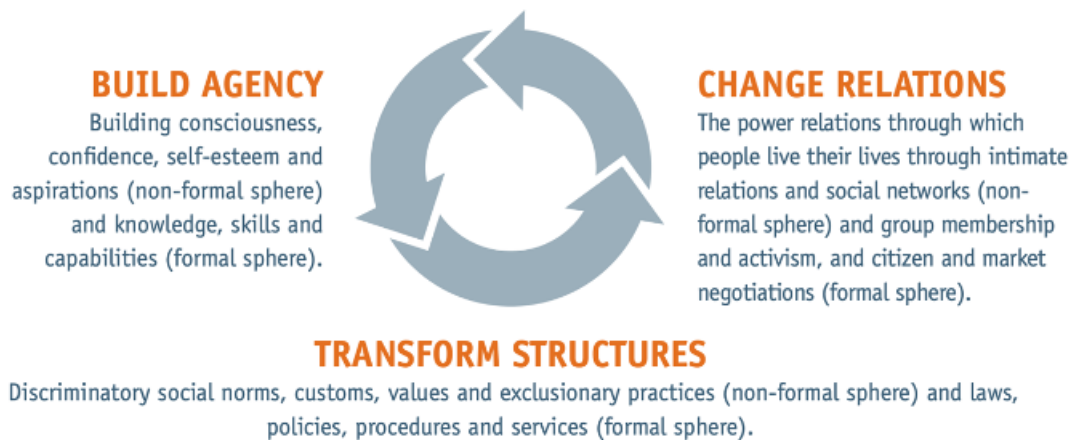 BUILD AGENCY
Building consciousness,
confidence, self-esteem and
aspirations (non-formal sphere)
and knowledge, skills and
capabilities (formal sphere).
CHANGE RELATIONS
The power relations through which
people live their lives through intimate
relations and social networks (non-
formal sphere) and group membership
and activism, and citizen and market
negotiations (formal sphere).
TRANSFORM STRUCTURES
Discriminatory social norms, customs, values and exclusionary practices (non-formal sphere) and laws,
policies, procedures and services (formal sphere).